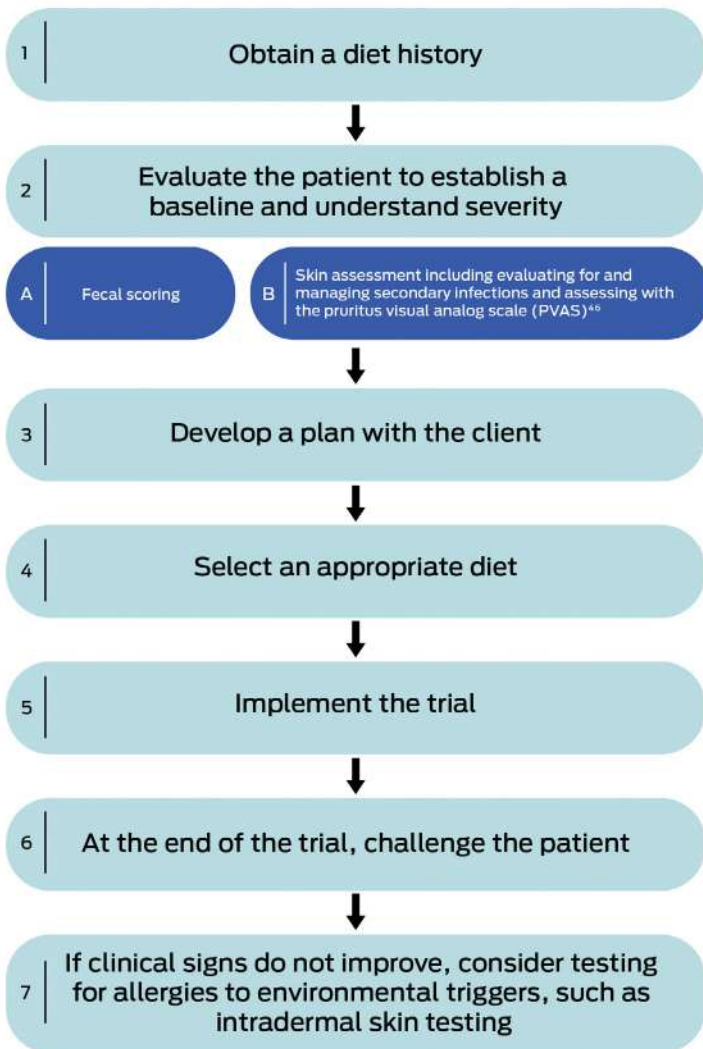 1
Obtain a diet history
2
Evaluate the patient to establish a
baseline and understand severity
A
Fecal scoring
B
Skin assessment including evaluating for and
managing secondary infections and assessing with
the pruritus visual analog scale (PVAS)⁴⁶
3
Develop a plan with the client
4
Select an appropriate diet
5
Implement the trial
6
At the end of the trial, challenge the patient
7
If clinical signs do not improve, consider testing
for allergies to environmental triggers, such as
intradermal skin testing